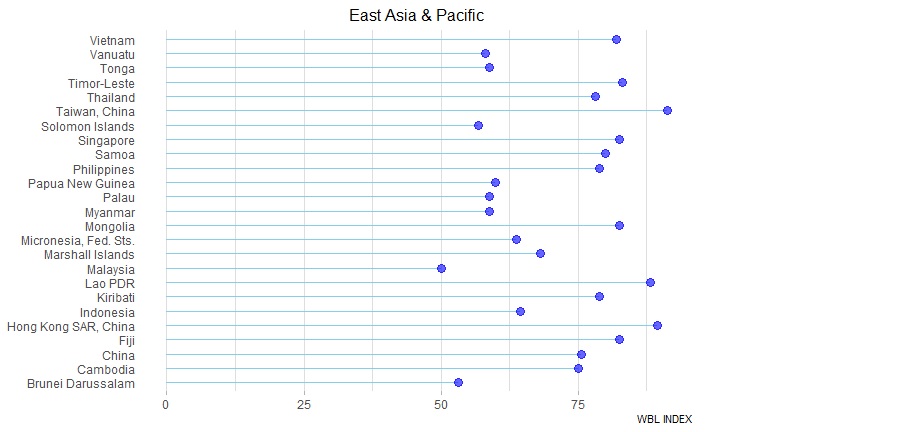 East Asia & Pacific
Vietnam
Vanuatu
Tonga
Timor-Leste
Thailand
Taiwan, China
Solomon Islands
Singapore
Samoa
Philippines
Papua New Guinea
Palau
Myanmar
Mongolia
Micronesia, Fed. Sts.
Marshall Islands
Malaysia
Lao PDR
Kiribati
Indonesia
Hong Kong SAR, China
Fiji
China
Cambodia
Brunei Darussalam
0 25 50 75
WBL INDEX